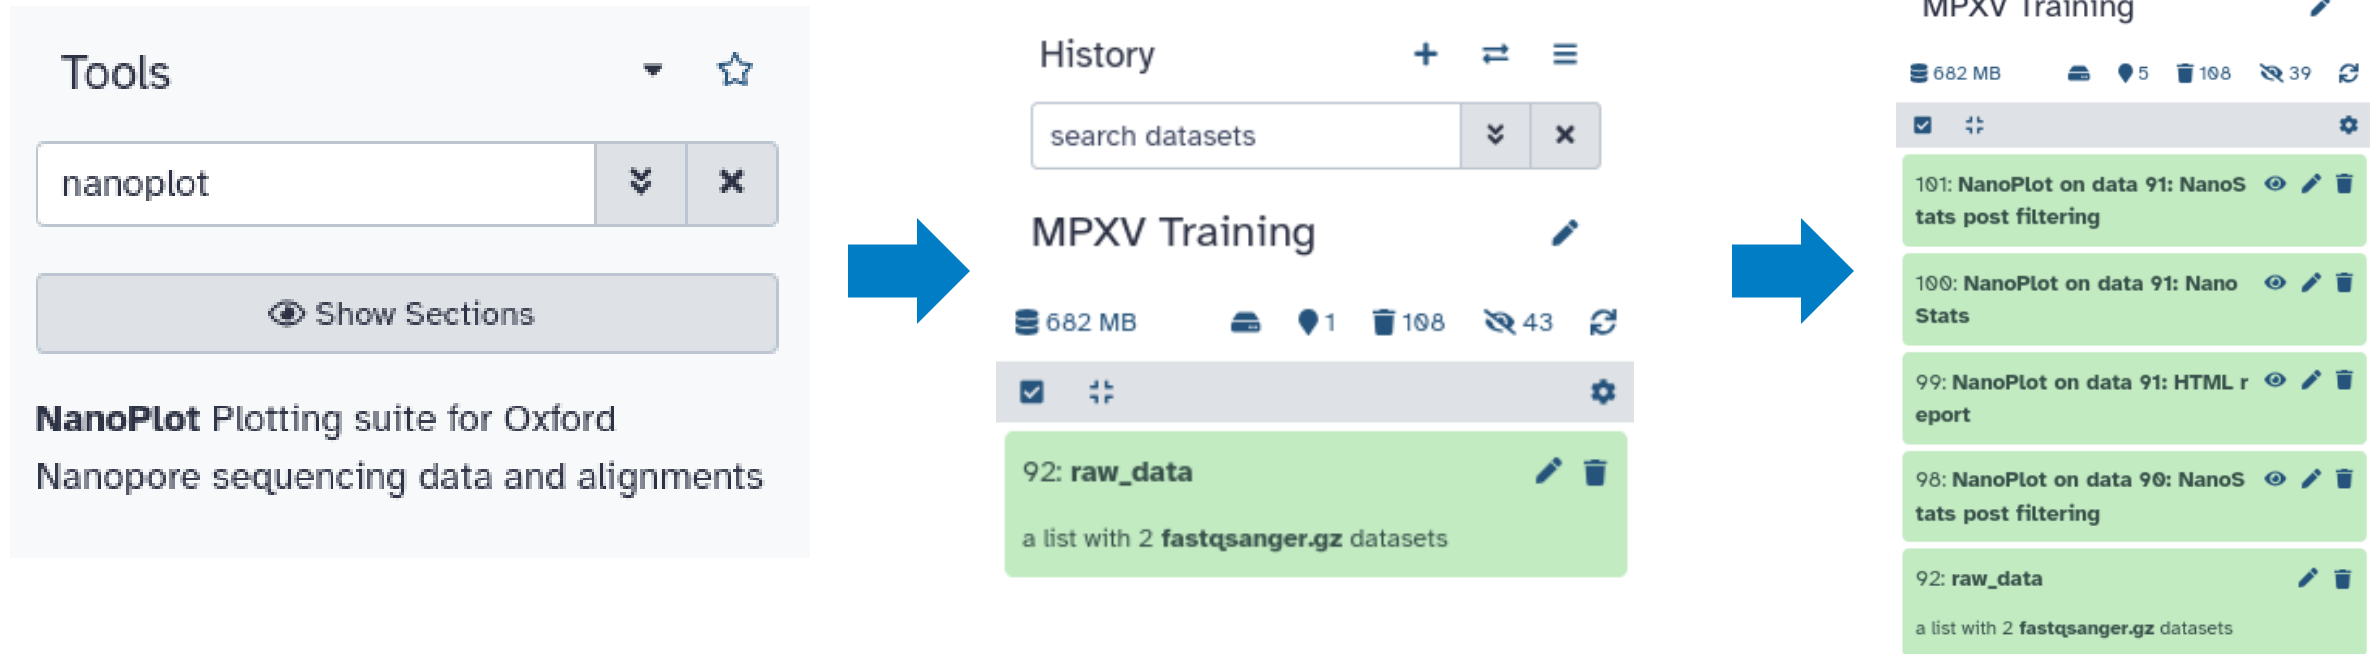 Tools
nanoplot
Show Sections
NanoPlot Plotting suite for Oxford
Nanopore sequencing data and alignments
History
search datasets
MPXV Training
682 MB 1 108 43
92: raw_data
a list with 2 fastqsanger.gz datasets
MPXV Training
682 MB 5 108 39
101: NanoPlot on data 91: NanoS
tats post filtering
100: NanoPlot on data 91: Nano
Stats
99: NanoPlot on data 91: HTML r
eport
98: NanoPlot on data 90: NanoS
tats post filtering
92: raw_data
a list with 2 fastqsanger.gz datasets